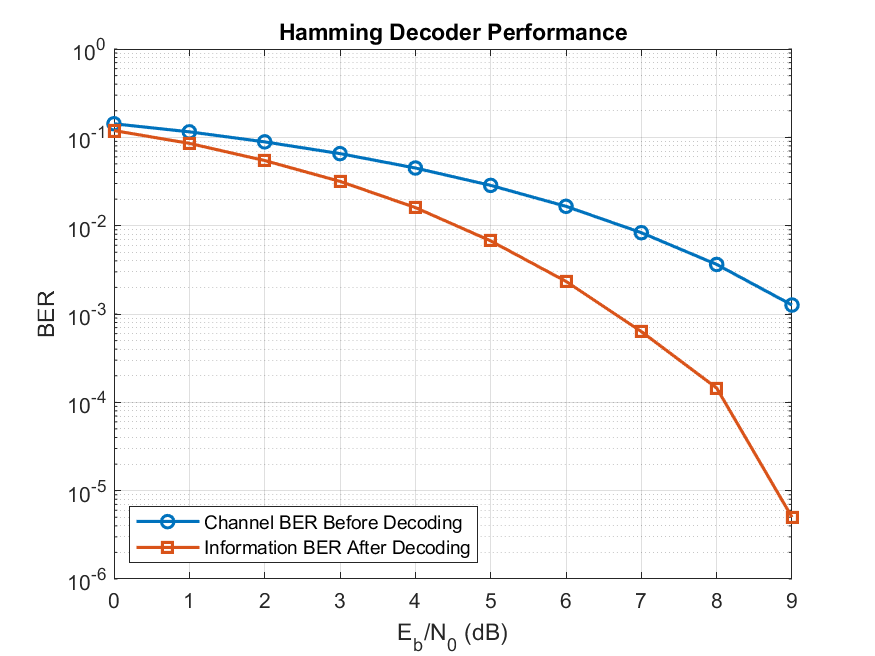 Hamming Decoder Performance
10^0
10^-1
10^-2
10^-3
10^-4
10^-5
10^-6
BER
Channel BER Before Decoding
Information BER After Decoding
0 1 2 3 4 5 6 7 8 9
E_b/N_0 (dB)